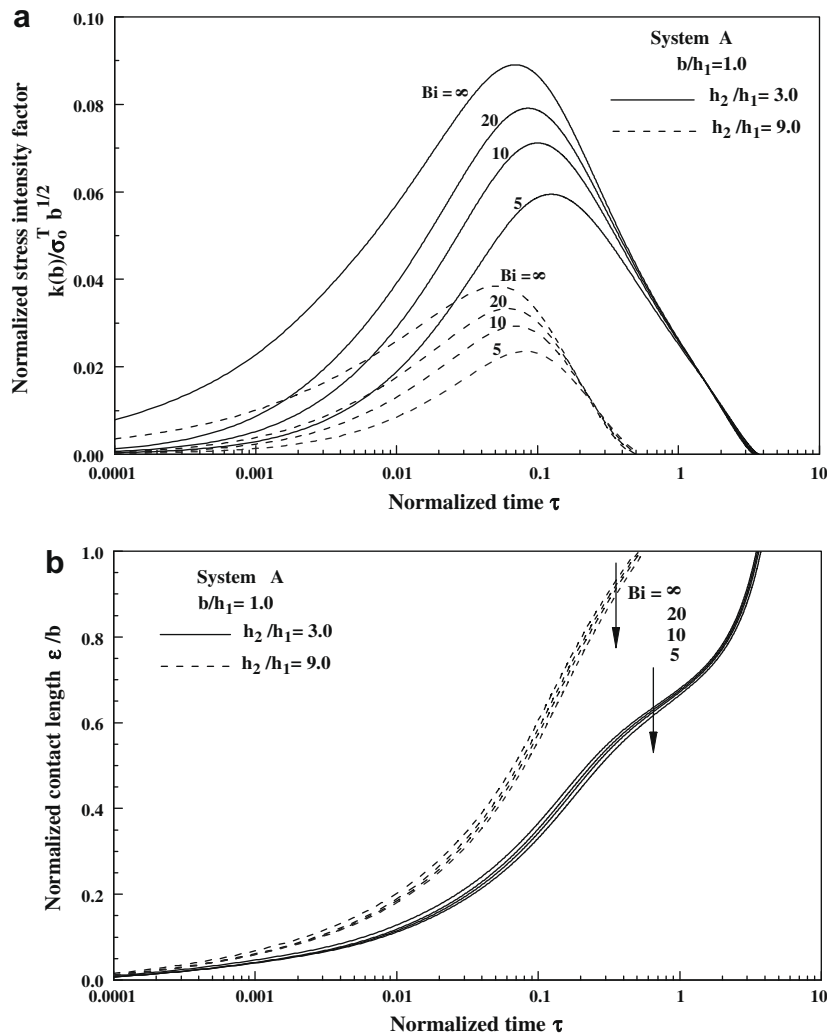 a
0.10
0.08
0.06
0.04
0.02
0.00
Normalized stress intensity factor
k(b)/σ₀ᵀ b^1/2
System A
b/h₁=1.0
h₂/h₁= 3.0
h₂/h₁= 9.0
Bi = ∞
20
10
5
Bi = ∞
20
10
5
0.0001
0.001
0.01
0.1
1
10
Normalized time τ
b
1.0
0.8
0.6
0.4
0.2
0.0
Normalized contact length ε/b
System A
b/h₁= 1.0
h₂/h₁= 3.0
h₂/h₁= 9.0
Bi = ∞
20
10
5
0.0001
0.001
0.01
0.1
1
10
Normalized time τ